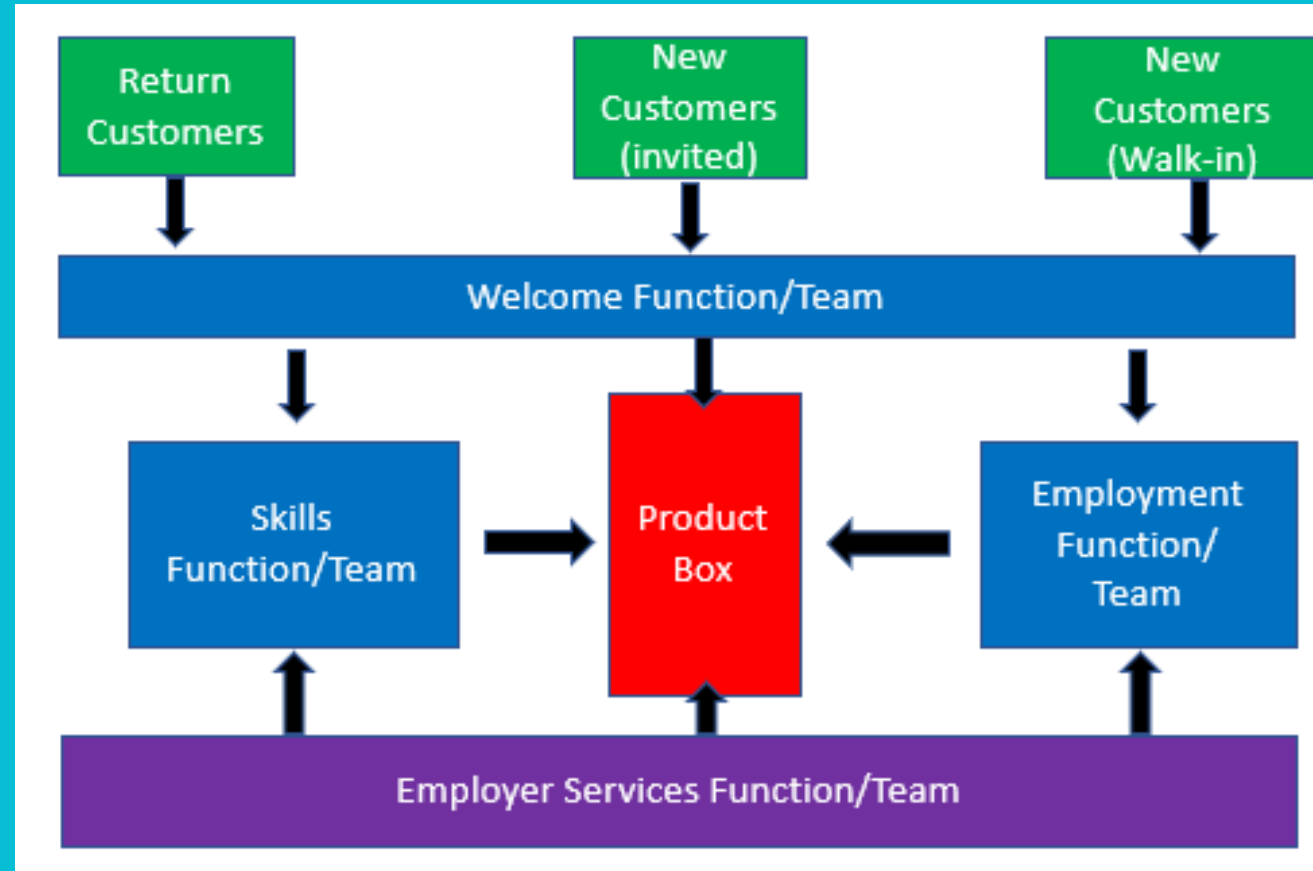 Return
Customers
New
Customers
(invited)
New
Customers
(Walk-in)
Welcome Function/Team
Skills
Function/Team
Product
Box
Employment
Function/
Team
Employer Services Function/Team